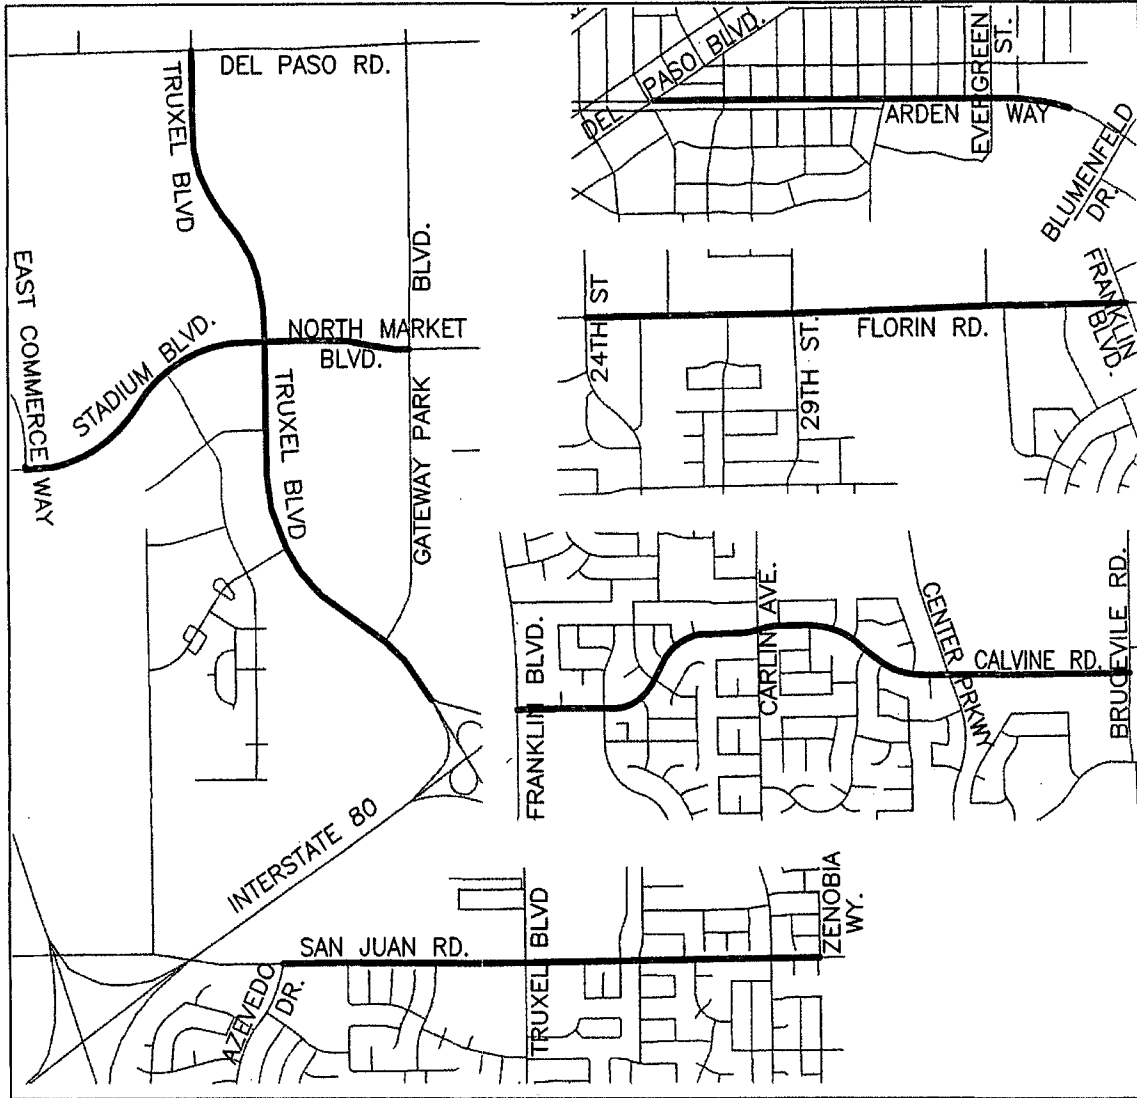 DEL PASO RD.
TRUXEL BLVD
EAST COMMERCE WAY
STADIUM BLVD.
NORTH MARKET
BLVD.
TRUXEL BLVD
GATEWAY PARK BLVD.
INTERSTATE 80
DEL PASO BLVD.
ARDEN WAY
EVERGREEN
ST.
BLUMENFELD
DR.
24TH ST
29TH ST.
FLORIN RD.
FRANKLIN
BLVD.
FRANKLIN BLVD.
CARLIN AVE.
CENTER PRKWY
CALVINE RD.
BRUCEVILE RD.
SAN JUAN RD.
AZEVEDO
DR.
TRUXEL BLVD
ZENOBIA
WY.